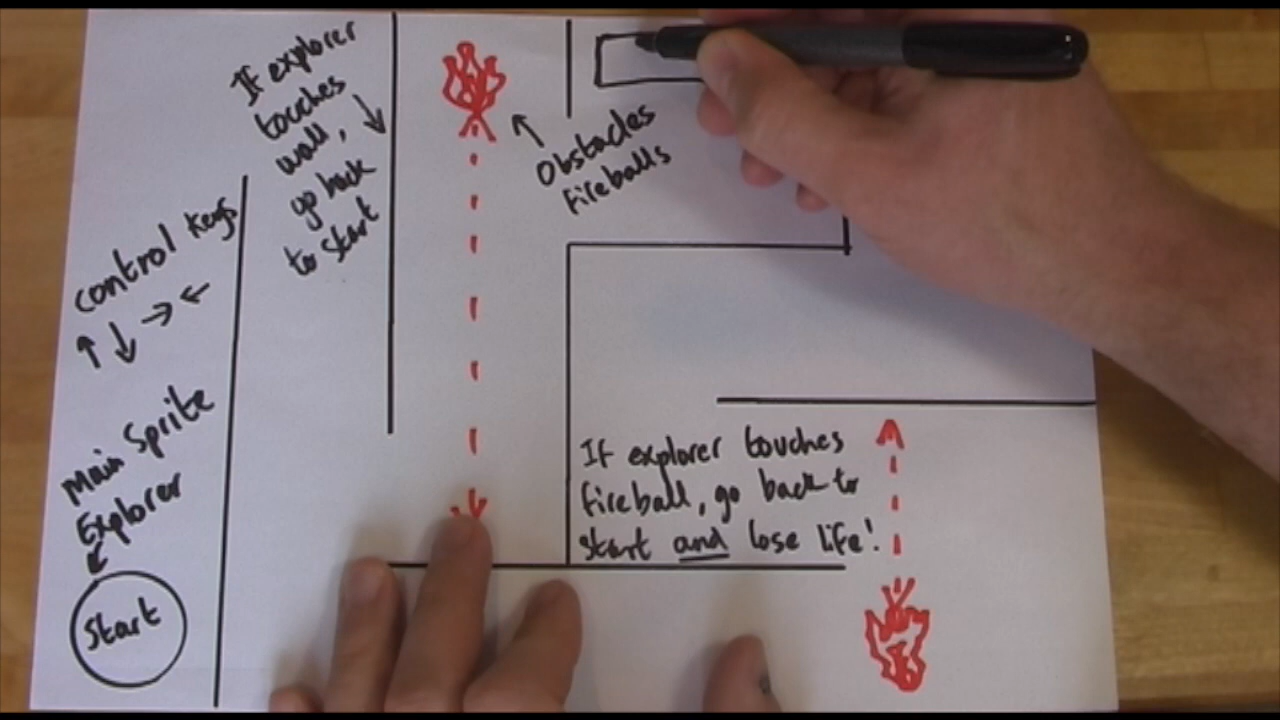 If explorer
touches
wall,
go back
to start
Obstacles
Fireballs
Control Keys
↑ ↓ → ←
Main Sprite
Explorer
Start
If explorer touches
fireball, go back to
start and lose life!